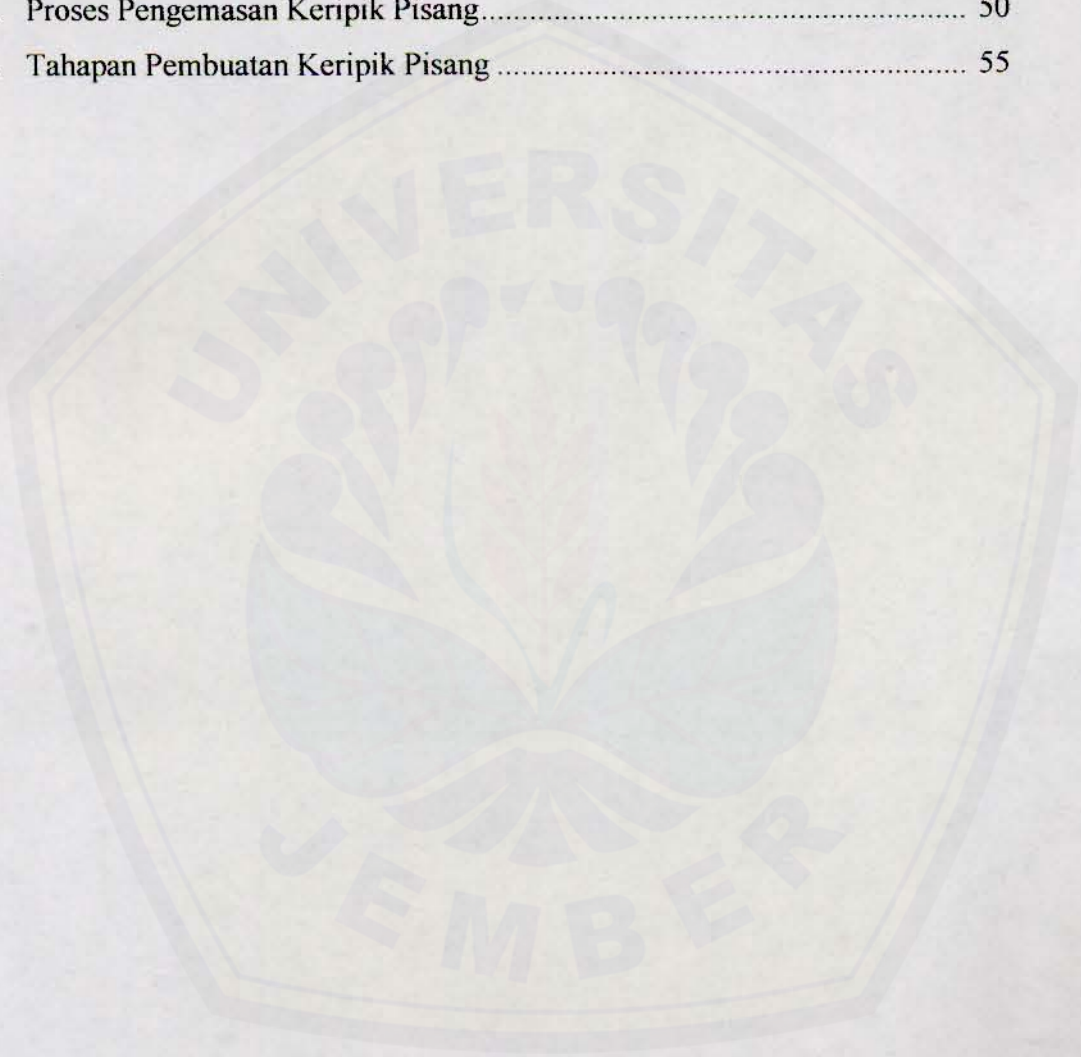 Proses Pengemasan Keripik Pisang............................................................ 50
Tahapan Pembuatan Keripik Pisang .......................................................... 55
UNIVERSITAS
JEMBER